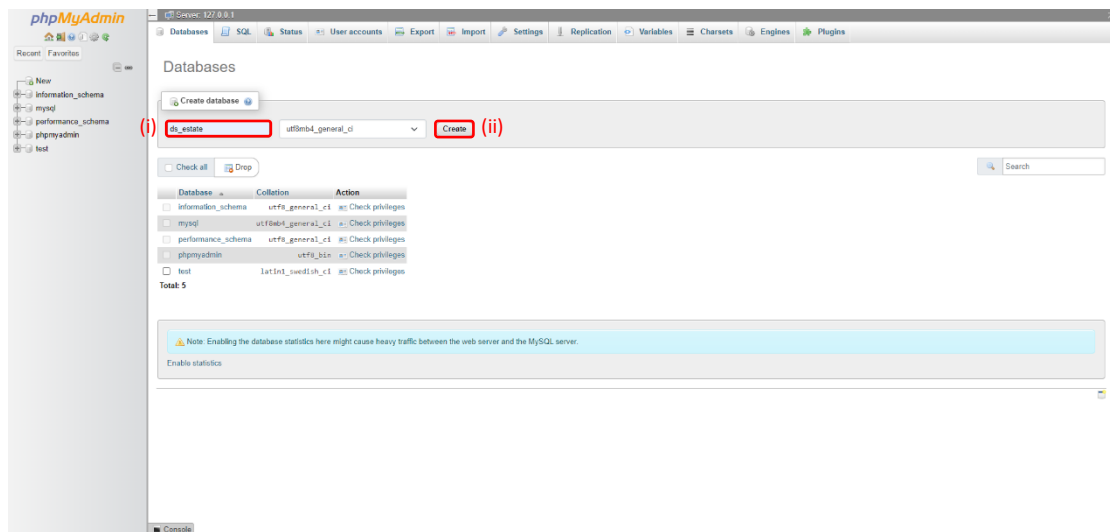 phpMyAdmin
Recent Favorites
New
information_schema
mysql
performance_schema
phpmyadmin
test
Server: 127.0.0.1
Databases SQL Status User accounts Export Import Settings Replication Variables Charsets Engines Plugins
Databases
Create database
(i) ds_estate utf8mb4_general_ci Create (ii)
Check all Drop Search
Database Collation Action
information_schema utf8_general_ci Check privileges
mysql utf8mb4_general_ci Check privileges
performance_schema utf8_general_ci Check privileges
phpmyadmin utf8_bin Check privileges
test latin1_swedish_ci Check privileges
Total: 5
Note: Enabling the database statistics here might cause heavy traffic between the web server and the MySQL server.
Enable statistics
Console